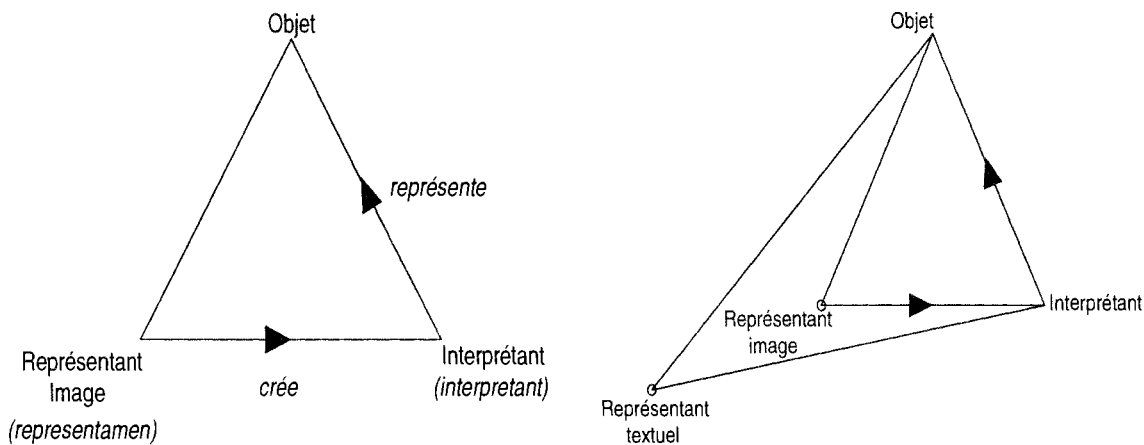 Objet
représente
Représentant
Image
(representamen)
crée
Interprétant
(interpretant)
Objet
Représentant
image
Interprétant
Représentant
textuel